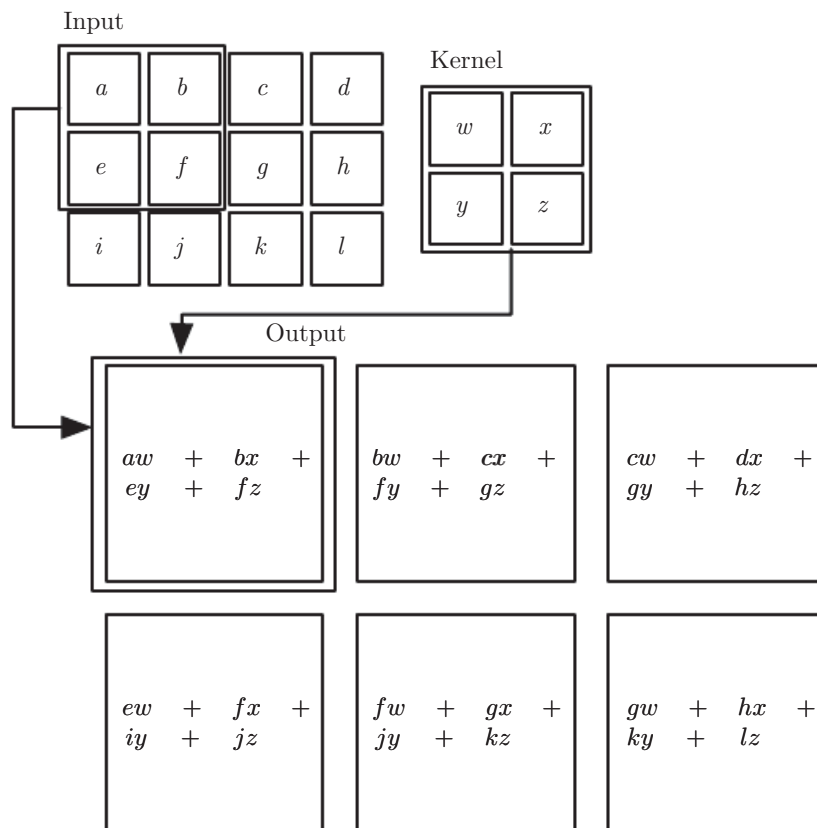 Input
Kernel
a b c d
w x
e f g h
y z
i j k l
Output
aw + bx +
ey + fz
bw + cx +
fy + gz
cw + dx +
gy + hz
ew + fx +
iy + jz
fw + gx +
jy + kz
gw + hx +
ky + lz